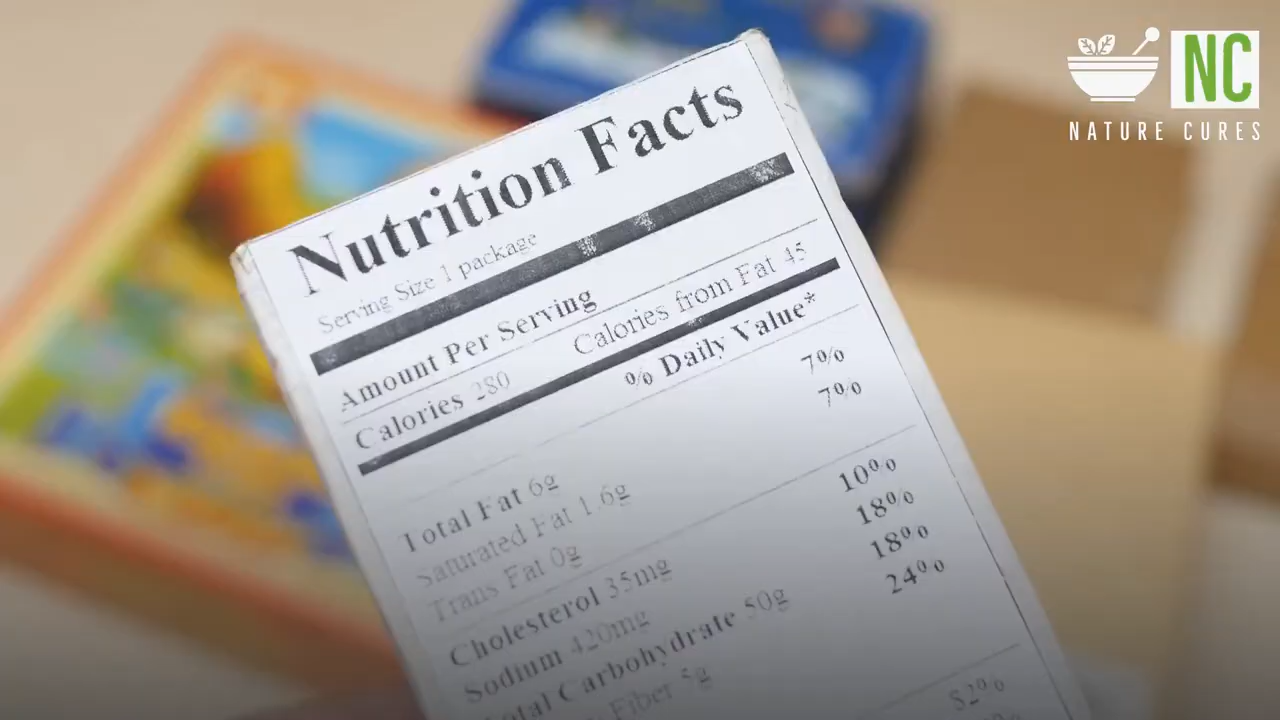 NC
NATURE CURES
Nutrition Facts
Serving Size 1 package
Amount Per Serving
Calories 280 Calories from Fat 45
% Daily Value*
Total Fat 6g 7%
Saturated Fat 1.6g 7%
Trans Fat 0g
Cholesterol 35mg 10%
Sodium 420mg 18%
Total Carbohydrate 50g 18%
Fiber 5g 24%